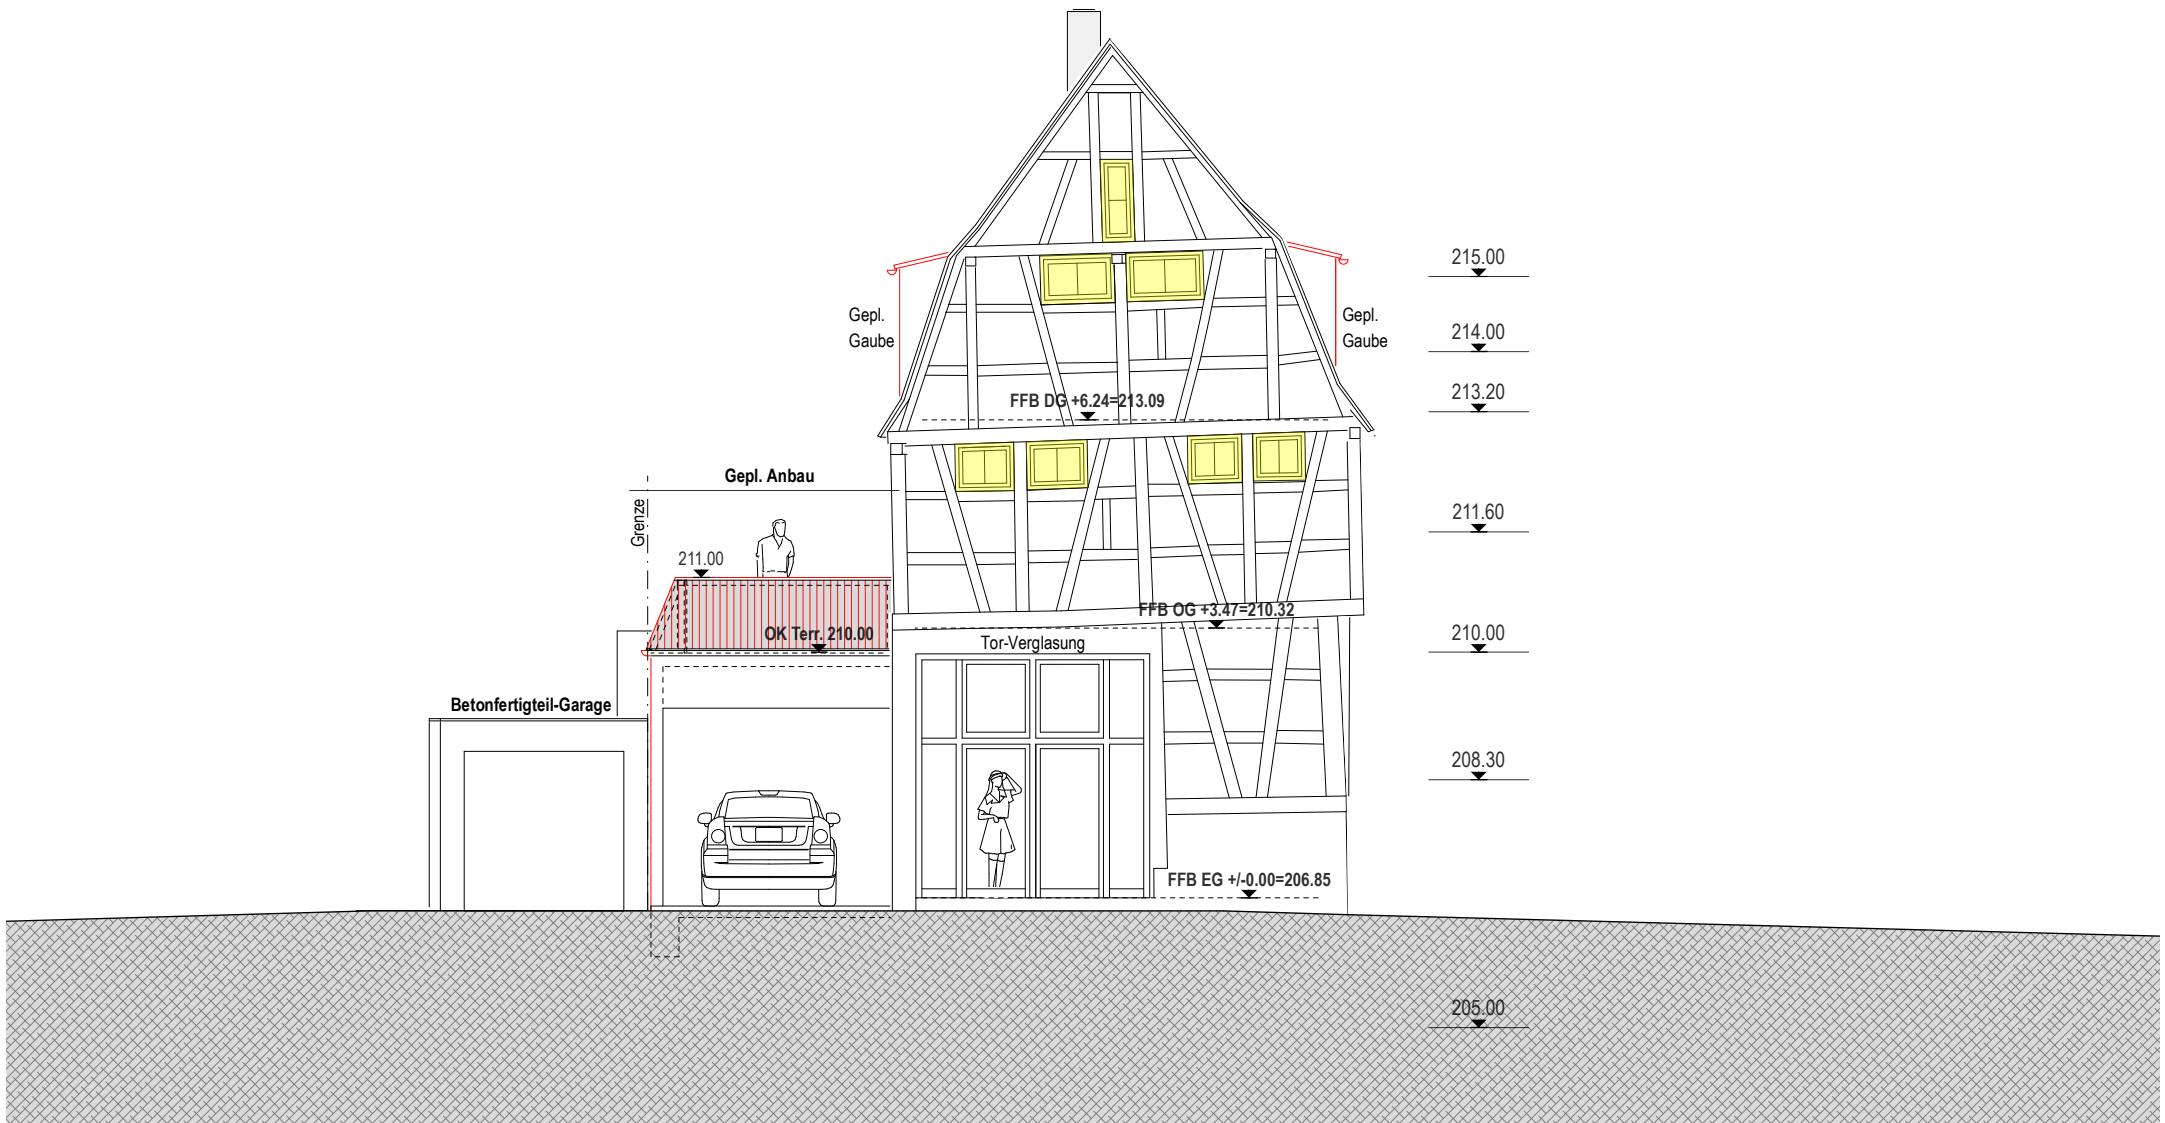 215.00
Gepl.
Gaube
Gepl.
Gaube
214.00
213.20
FFB DG +6.24=213.09
Gepl. Anbau
Grenze
211.60
211.00
FFB OG +3.47=210.32
OK Terr. 210.00
Tor-Verglasung
210.00
Betonfertigteil-Garage
208.30
FFB EG +/-0.00=206.85
205.00